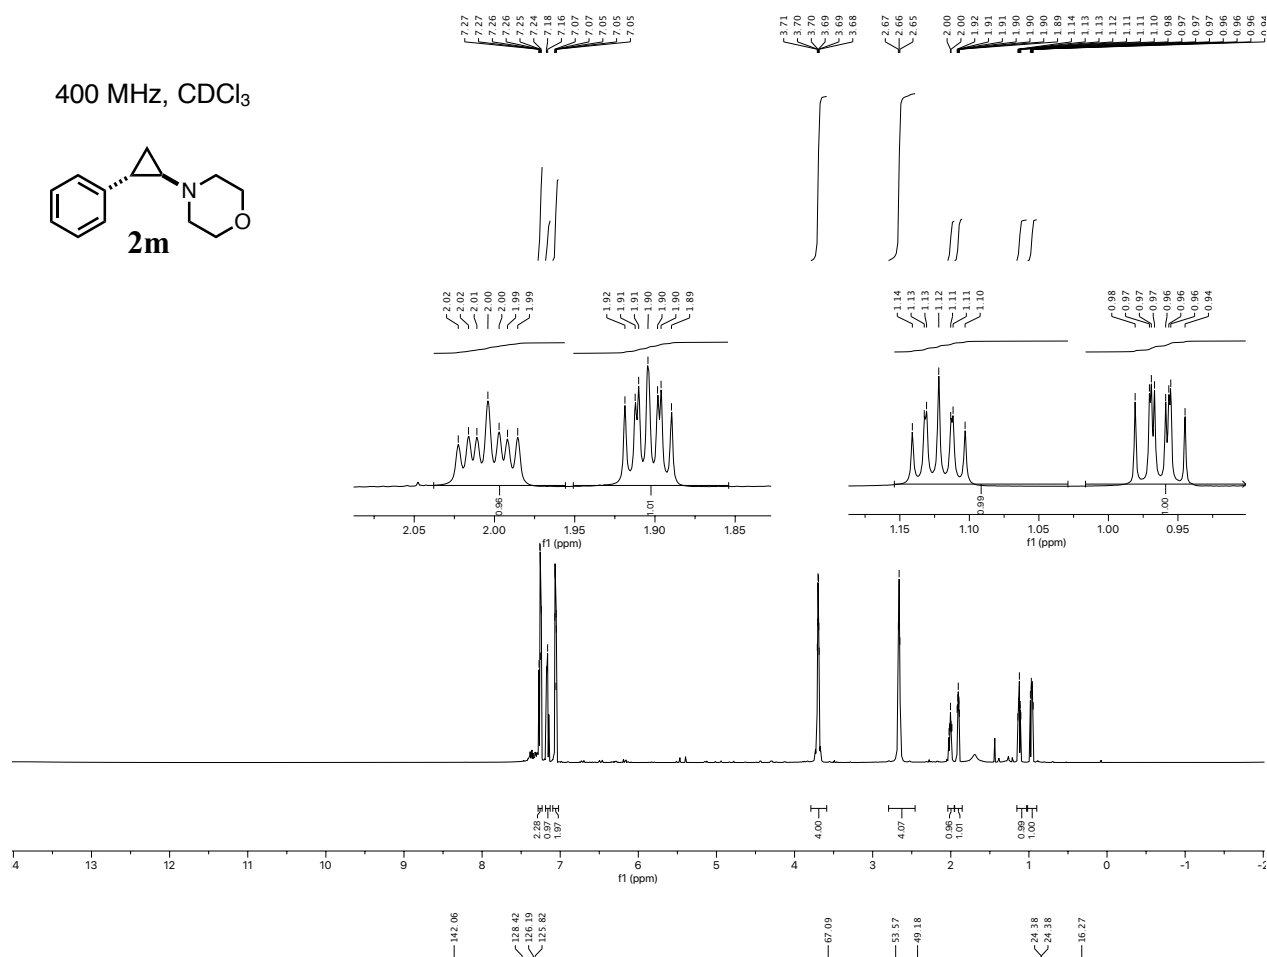 7.27 7.27 7.26 7.26 7.25 7.24 7.18 7.16 7.07 7.07 7.05 7.05 7.05 3.71 3.70 3.70 3.69 3.69 3.68 2.67 2.66 2.65 2.00 2.00 1.92 1.91 1.91 1.90 1.90 1.90 1.89 1.14 1.13 1.13 1.12 1.11 1.11 1.10 0.98 0.97 0.97 0.97 0.96 0.96 0.96 0.94
400 MHz, CDCl₃
N
O
2m
2.02 2.02 2.01 2.00 2.00 1.99 1.99 1.92 1.91 1.91 1.90 1.90 1.90 1.89 1.14 1.13 1.13 1.12 1.11 1.11 1.10 0.98 0.97 0.97 0.97 0.96 0.96 0.96 0.94
0.96 1.01 0.99 1.00
2.05 2.00 1.95 1.90 1.85 1.15 1.10 1.05 1.00 0.95
f1 (ppm) f1 (ppm)
2.28 0.97 1.97 4.00 4.07 0.96 1.01 0.99 1.00
4 13 12 11 10 9 8 7 6 5 4 3 2 1 0 -1 -2
f1 (ppm)
142.06 128.42 126.19 125.82 67.09 53.57 49.18 24.38 24.38 16.27